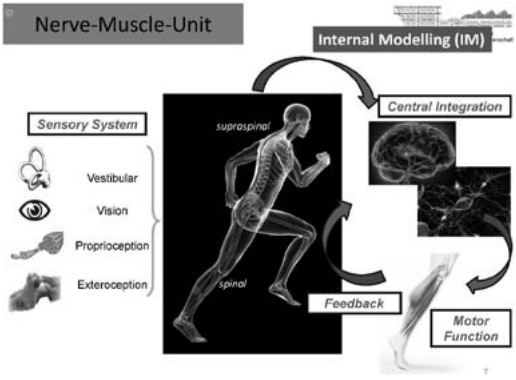 Nerve-Muscle-Unit
Internal Modelling (IM)
Central Integration
Sensory System
supraspinal
Vestibular
Vision
Proprioception
Exteroception
spinal
Feedback
Motor
Function
7